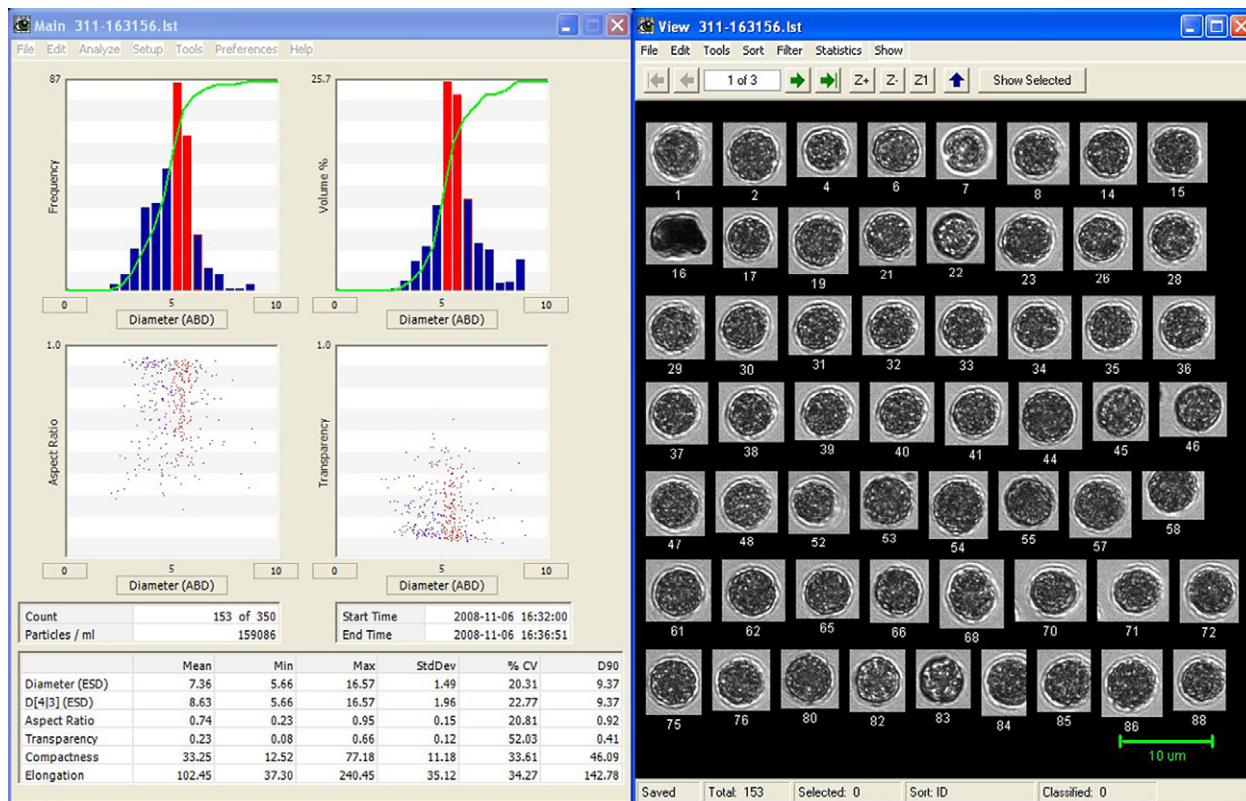 Main 311-163156.lst
File Edit Analyze Setup Tools Preferences Help
87
Frequency
0 5 10
Diameter (ABD)
25.7
Volume %
0 5 10
Diameter (ABD)
1.0
Aspect Ratio
0 5 10
Diameter (ABD)
1.0
Transparency
0 5 10
Diameter (ABD)
Count 153 of 350
Particles / ml 159086
Start Time 2008-11-06 16:32:00
End Time 2008-11-06 16:36:51
Mean Min Max StdDev % CV D90
Diameter (ESD) 7.36 5.66 16.57 1.49 20.31 9.37
D[4|3] (ESD) 8.63 5.66 16.57 1.96 22.77 9.37
Aspect Ratio 0.74 0.23 0.95 0.15 20.81 0.92
Transparency 0.23 0.08 0.66 0.12 52.03 0.41
Compactness 33.25 12.52 77.18 11.18 33.61 46.09
Elongation 102.45 37.30 240.45 35.12 34.27 142.78
View 311-163156.lst
File Edit Tools Sort Filter Statistics Show
1 of 3 Z+ Z- Z1 Show Selected
1 2 4 6 7 8 14 15
16 17 19 21 22 23 26 28
29 30 31 32 33 34 35 36
37 38 39 40 41 44 45 46
47 48 52 53 54 55 57 58
61 62 65 66 68 70 71 72
75 76 80 82 83 84 85 86 88
10 um
Saved Total: 153 Selected: 0 Sort: ID Classified: 0